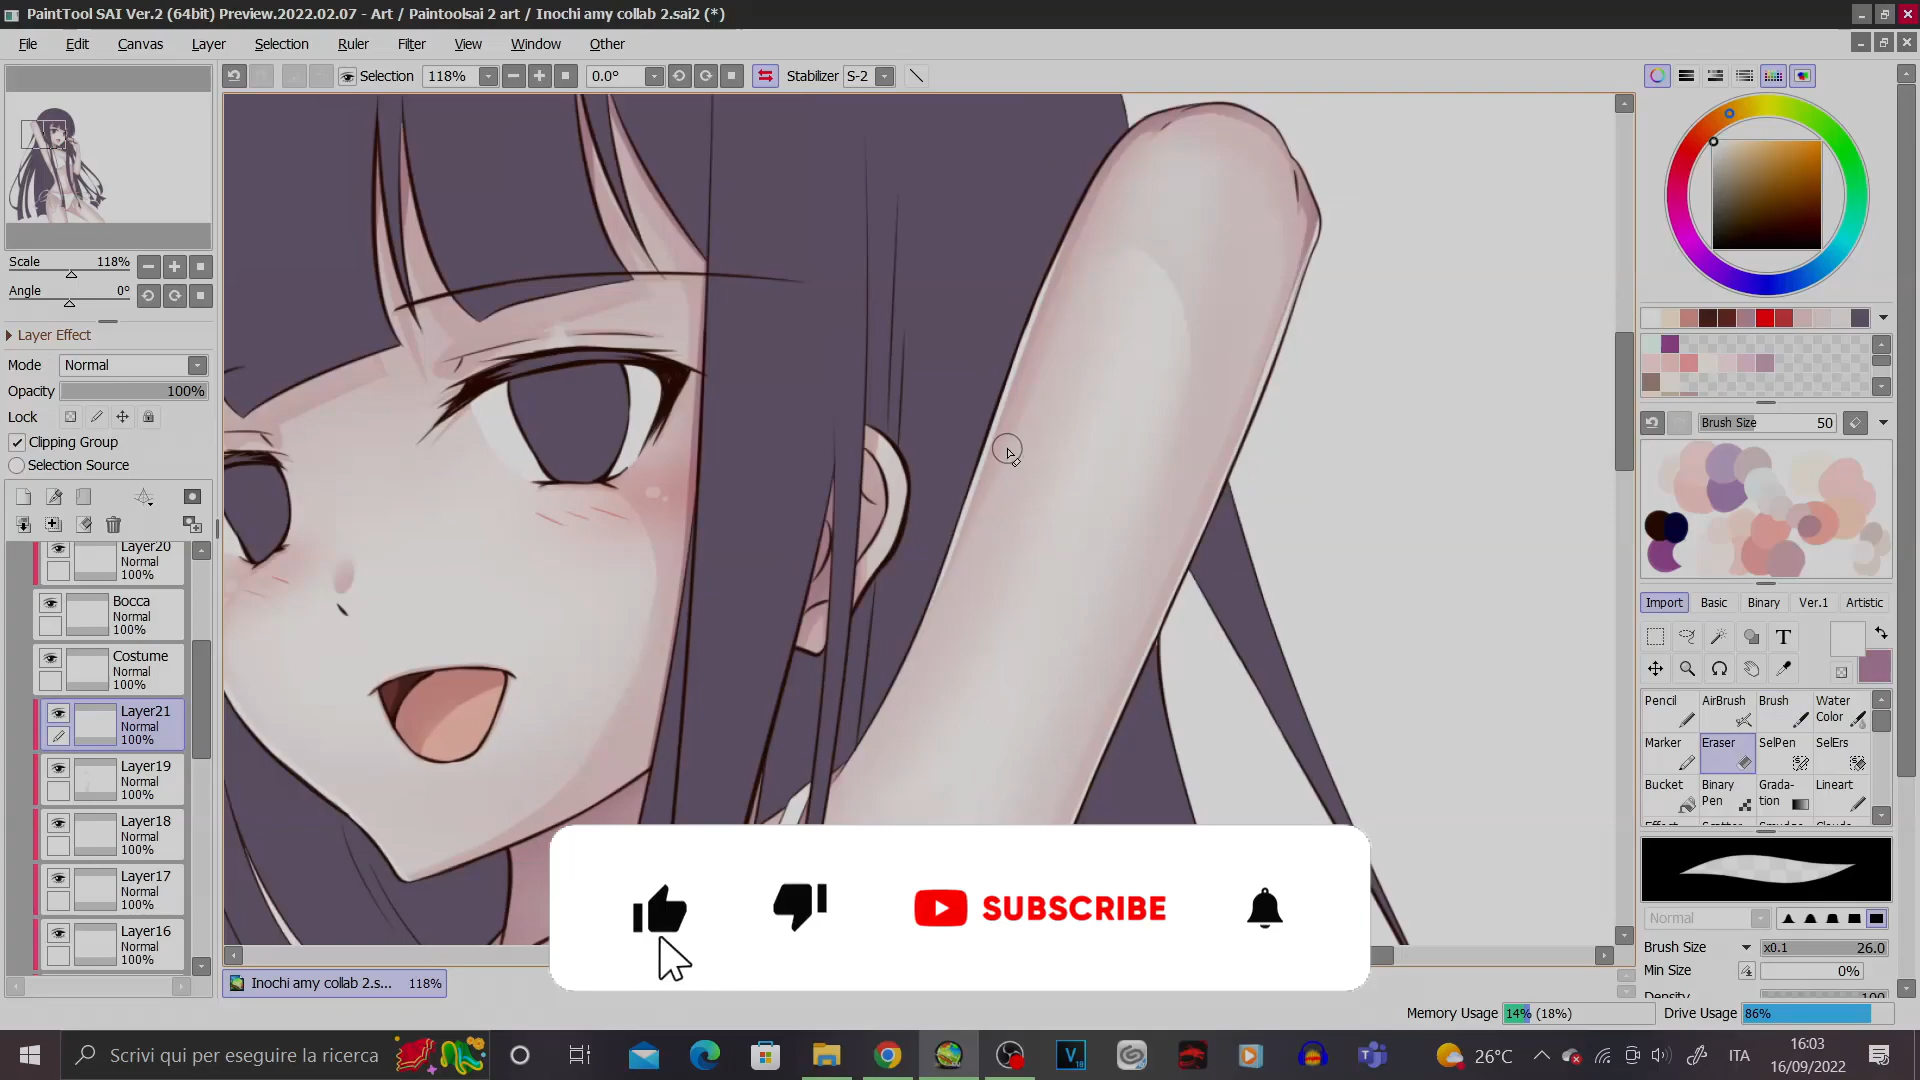 PaintTool SAI Ver.2 (64bit) Preview.2022.02.07 - Art / Paintoolsai 2 art / Inochi amy collab 2.sai2 (*)
File Edit Canvas Layer Selection Ruler Filter View Window Other
Selection 118% 0.0° Stabilizer S-2
Scale 118%
Angle 0°
Layer Effect
Mode Normal
Opacity 100%
Lock
Clipping Group
Selection Source
Layer20
Normal
100%
Bocca
Normal
100%
Costume
Normal
100%
Layer21
Normal
100%
Layer19
Normal
100%
Layer18
Normal
100%
Layer17
Normal
100%
Layer16
Normal
100%
Brush Size 50
Import Basic Binary Ver.1 Artistic
T
Pencil AirBrush Brush Water Color
Marker Eraser SelPen SelErs
Bucket Binary Pen Grada-tion Lineart
Normal
Brush Size x0.1 26.0
Min Size 0%
Density 100
SUBSCRIBE
Inochi amy collab 2.s... 118%
Memory Usage 14% (18%) Drive Usage 86%
Scrivi qui per eseguire la ricerca
26°C ITA
16:03
16/09/2022